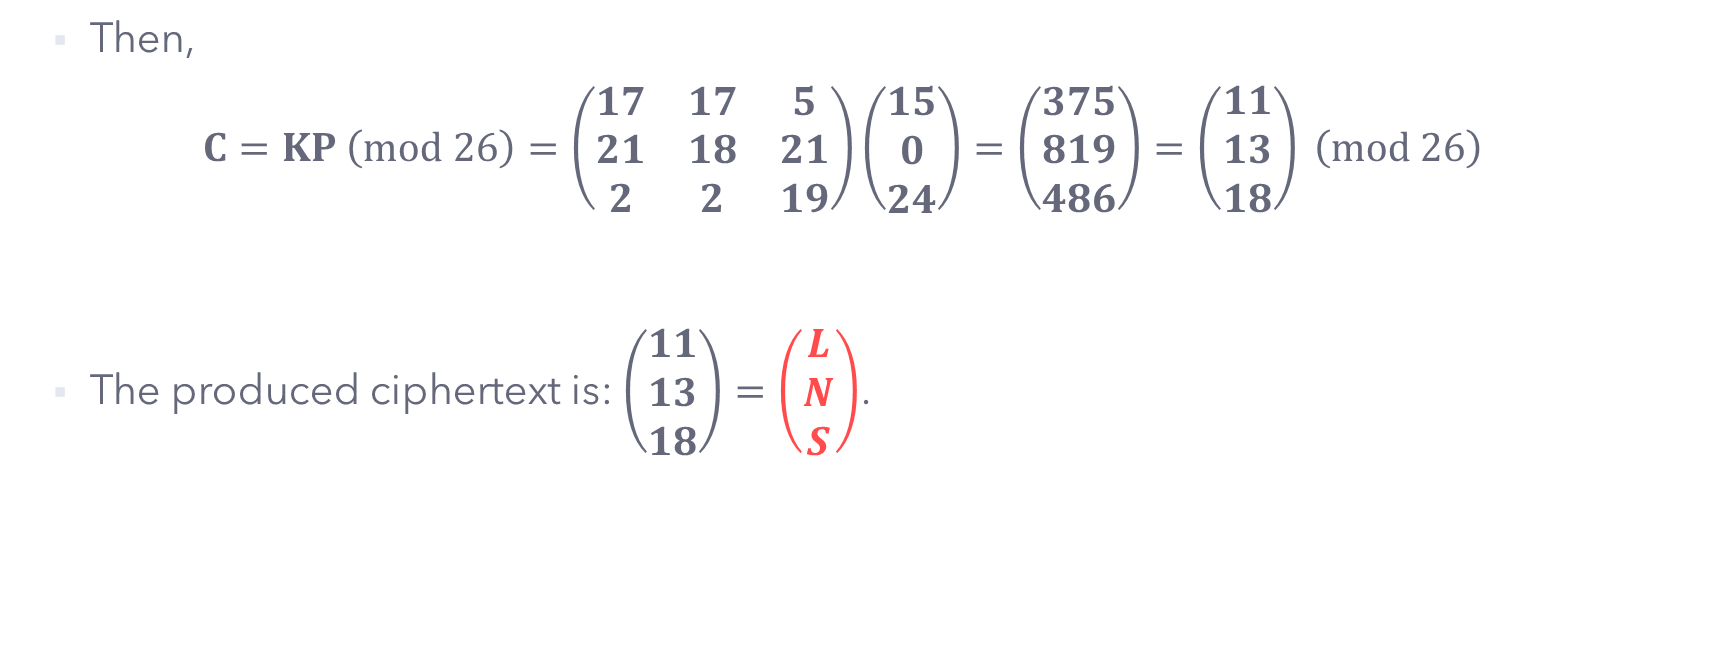 ▪ Then,
𝐂 = 𝐊𝐏 (mod 26) = (17 17 5; 21 18 21; 2 2 19) (15; 0; 24) = (375; 819; 486) = (11; 13; 18) (mod 26)
▪ The produced ciphertext is: (11; 13; 18) = (L; N; S).